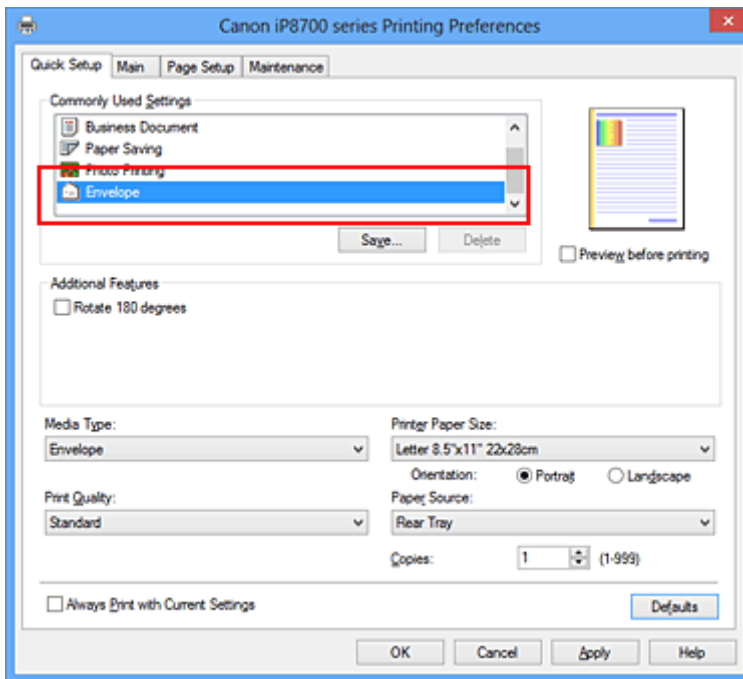 Canon iP8700 series Printing Preferences
Quick Setup Main Page Setup Maintenance
Commonly Used Settings
Business Document
Paper Saving
Photo Printing
Envelope
Save... Delete
Preview before printing
Additional Features
Rotate 180 degrees
Media Type: Printer Paper Size:
Envelope Letter 8.5"x11" 22x28cm
Orientation: Portrait Landscape
Print Quality: Paper Source:
Standard Rear Tray
Copies: 1 (1-999)
Always Print with Current Settings Defaults
OK Cancel Apply Help